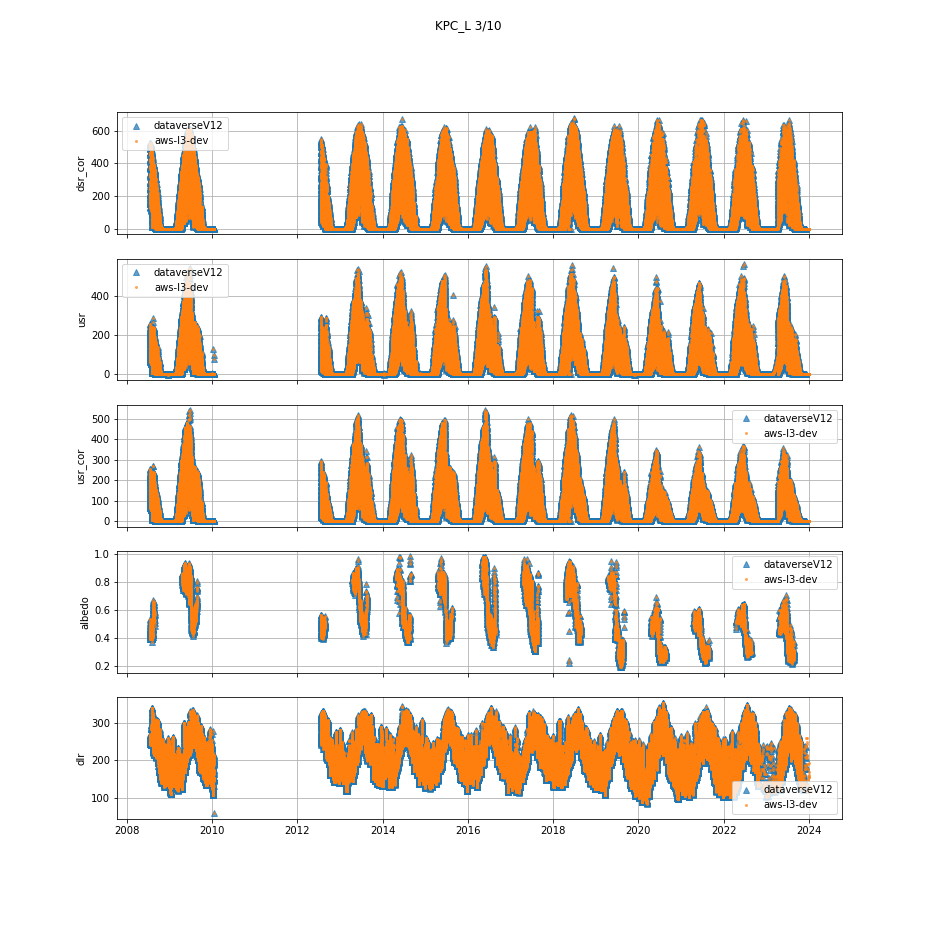 KPC_L 3/10
600
400
200
0
dsr_cor
dataverseV12
aws-l3-dev
400
200
0
usr
dataverseV12
aws-l3-dev
500
400
300
200
100
0
usr_cor
dataverseV12
aws-l3-dev
1.0
0.8
0.6
0.4
0.2
albedo
dataverseV12
aws-l3-dev
300
200
100
dlr
dataverseV12
aws-l3-dev
2008 2010 2012 2014 2016 2018 2020 2022 2024